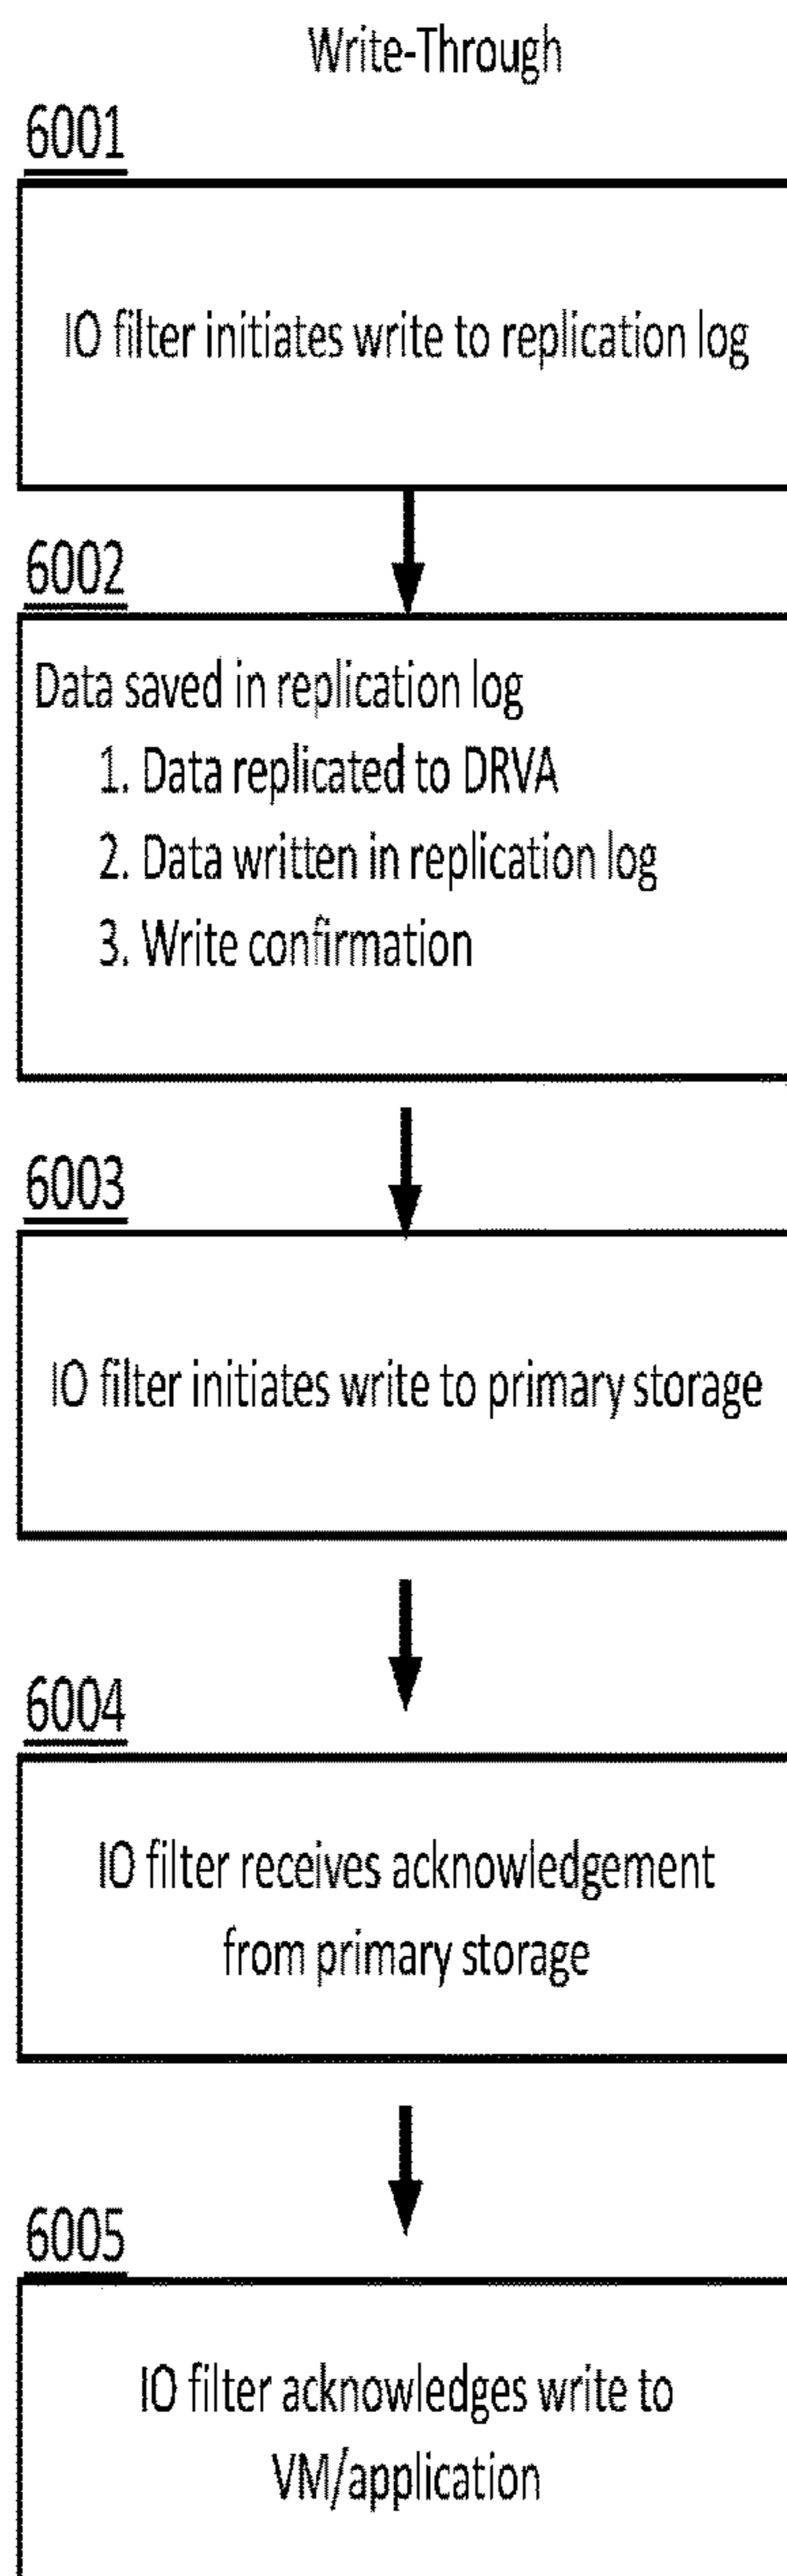 Write-Through
6001
IO filter initiates write to replication log
6002
Data saved in replication log
1. Data replicated to DRVA
2. Data written in replication log
3. Write confirmation
6003
IO filter initiates write to primary storage
6004
IO filter receives acknowledgement
from primary storage
6005
IO filter acknowledges write to
VM/application